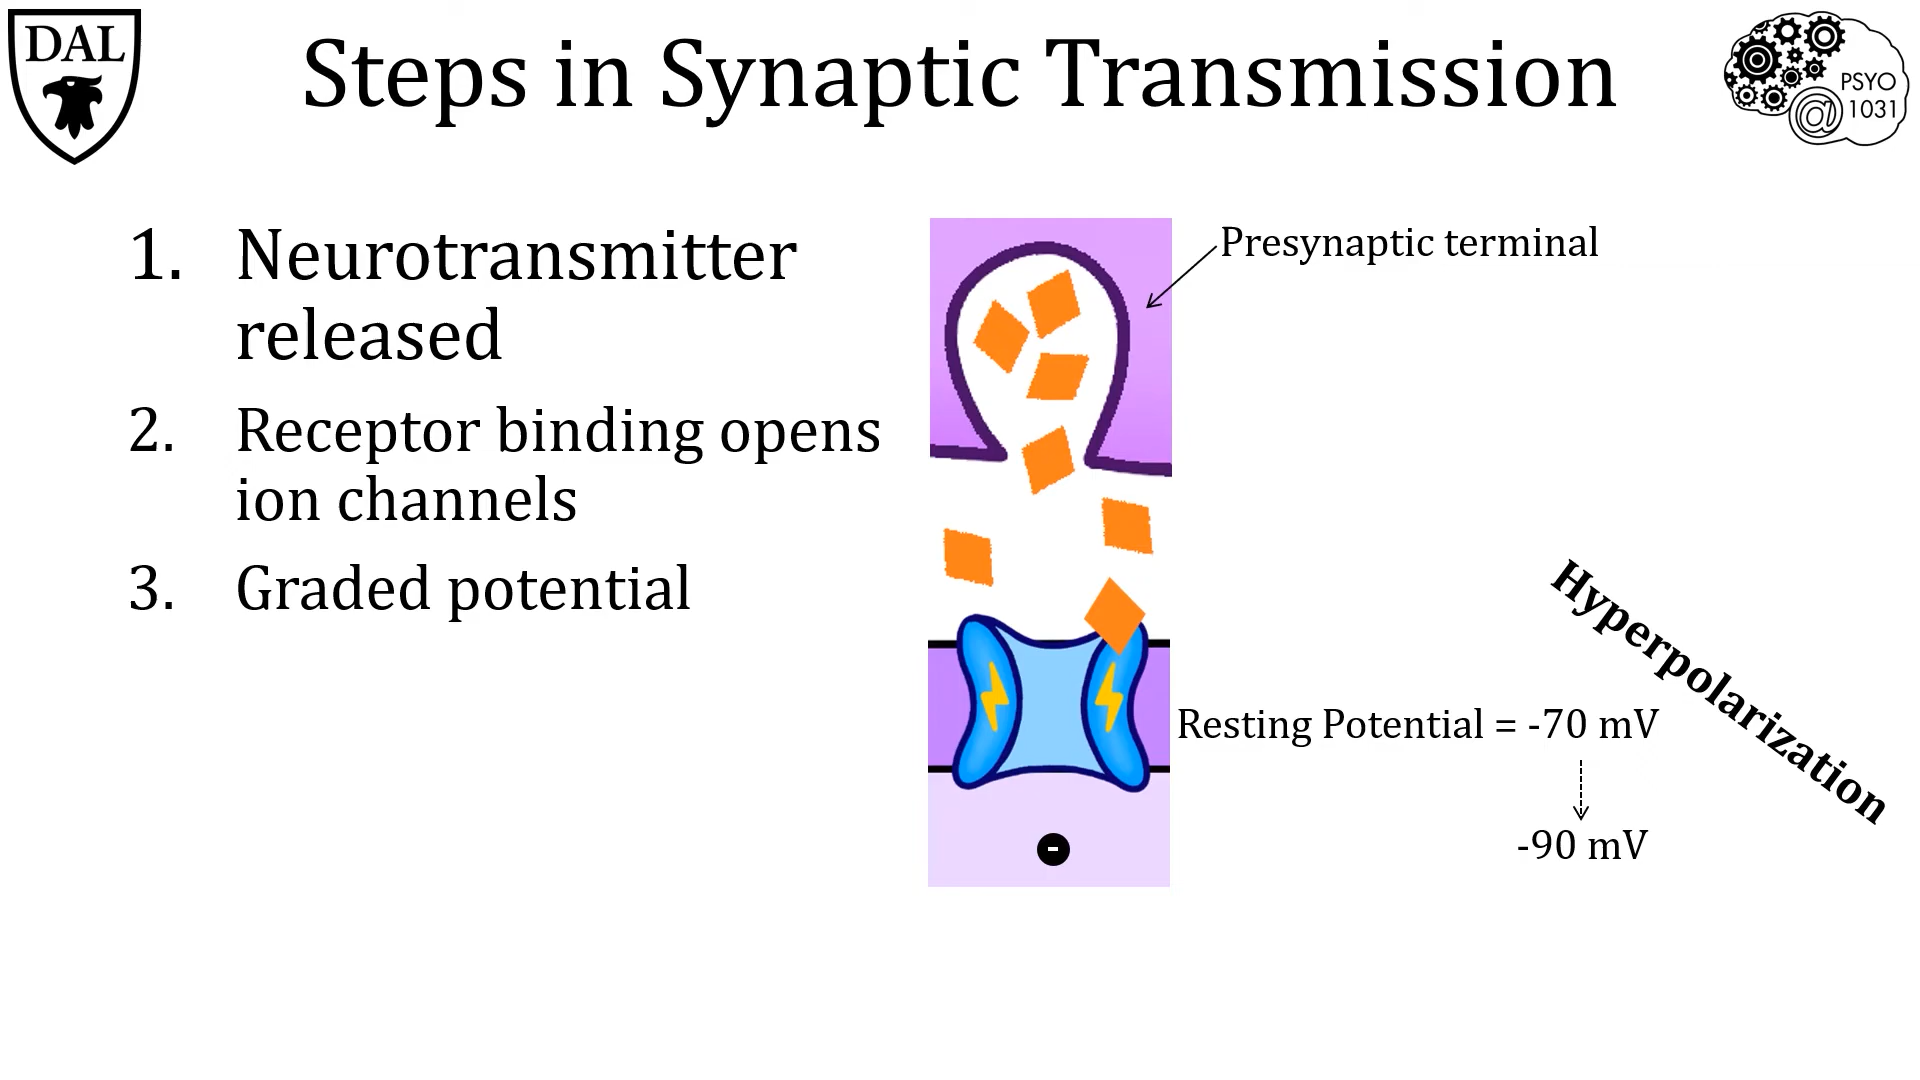 DAL
Steps in Synaptic Transmission
PSYO
@ 1031
1. Neurotransmitter
released
2. Receptor binding opens
ion channels
3. Graded potential
Presynaptic terminal
Hyperpolarization
Resting Potential = -70 mV
-90 mV
-